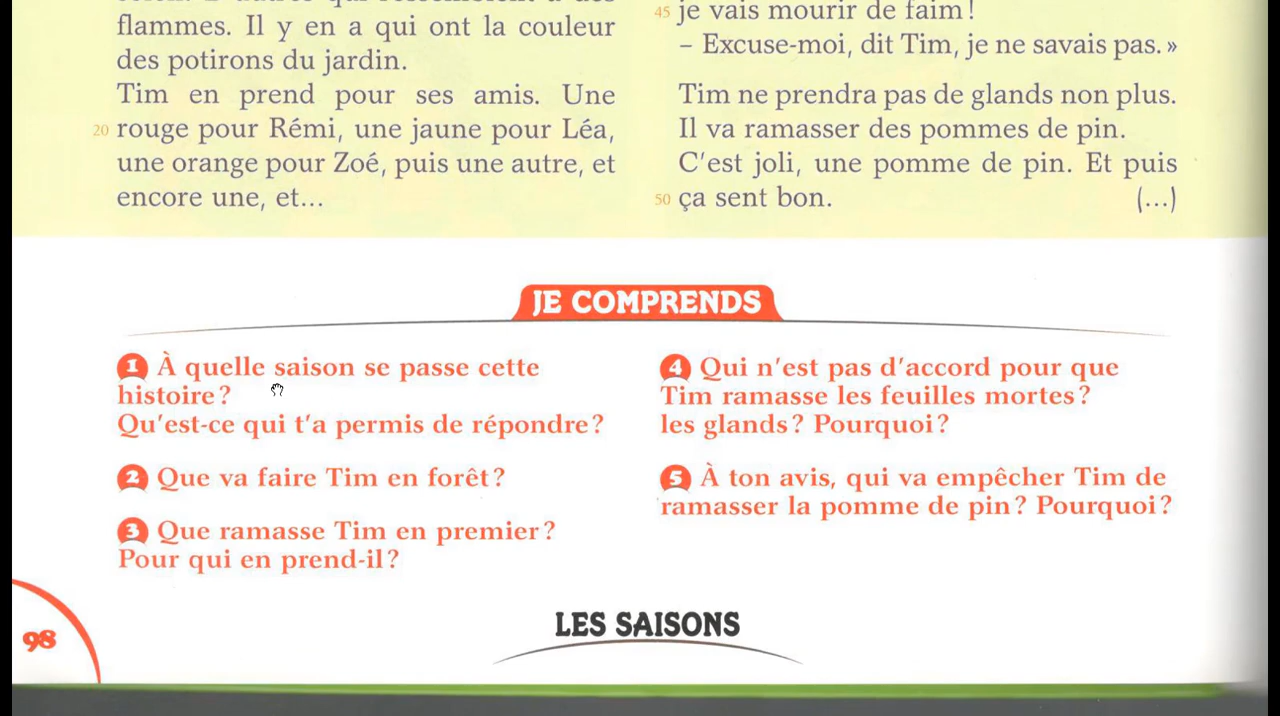 flammes. Il y en a qui ont la couleur
des potirons du jardin.
Tim en prend pour ses amis. Une
20 rouge pour Rémi, une jaune pour Léa,
une orange pour Zoé, puis une autre, et
encore une, et...
45 je vais mourir de faim !
– Excuse-moi, dit Tim, je ne savais pas. »
Tim ne prendra pas de glands non plus.
Il va ramasser des pommes de pin.
C'est joli, une pomme de pin. Et puis
50 ça sent bon. (...)
JE COMPRENDS
1 À quelle saison se passe cette
histoire ?
Qu'est-ce qui t'a permis de répondre ?
2 Que va faire Tim en forêt ?
3 Que ramasse Tim en premier ?
Pour qui en prend-il ?
4 Qui n'est pas d'accord pour que
Tim ramasse les feuilles mortes ?
les glands ? Pourquoi ?
5 À ton avis, qui va empêcher Tim de
ramasser la pomme de pin ? Pourquoi ?
98
LES SAISONS